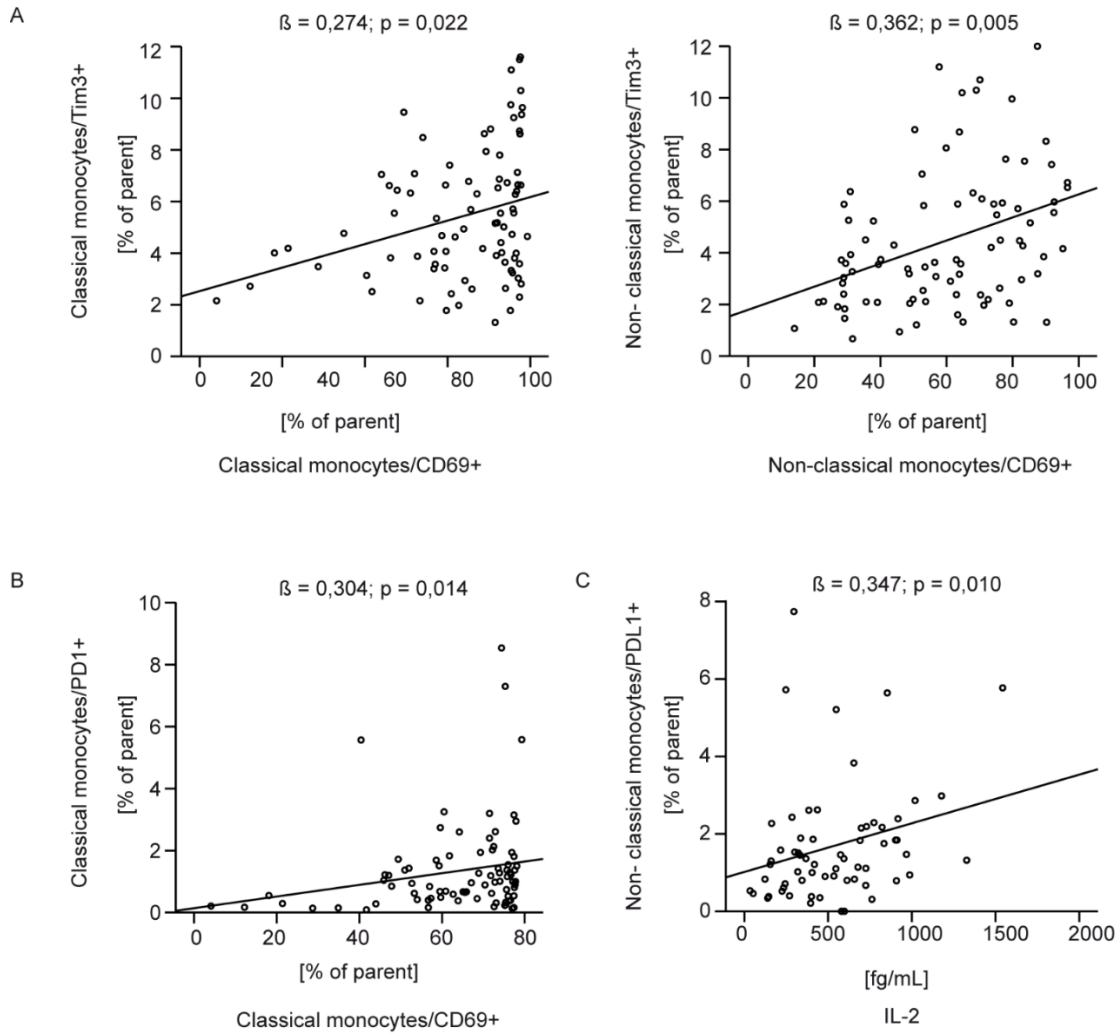 A
ß = 0,274; p = 0,022
Classical monocytes/Tim3+
[% of parent]
12
10
8
6
4
2
0
0 20 20 40 60 80 100
[% of parent]
Classical monocytes/CD69+
ß = 0,362; p = 0,005
Non- classical monocytes/Tim3+
[% of parent]
12
10
8
6
4
2
0
0 20 40 60 80 100
[% of parent]
Non-classical monocytes/CD69+
B
ß = 0,304; p = 0,014
Classical monocytes/PD1+
[% of parent]
10
8
6
4
2
0
0 20 40 60 80
[% of parent]
Classical monocytes/CD69+
C
ß = 0,347; p = 0,010
Non- classical monocytes/PDL1+
[% of parent]
8
6
4
2
0
0 500 1000 1500 2000
[fg/mL]
IL-2